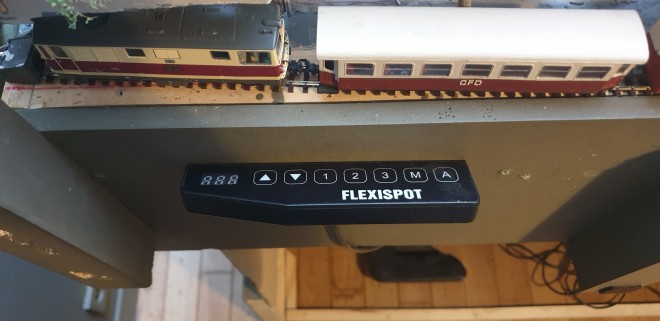 CFD
888 ▲ ▼ 1 2 3 M A
FLEXISPOT